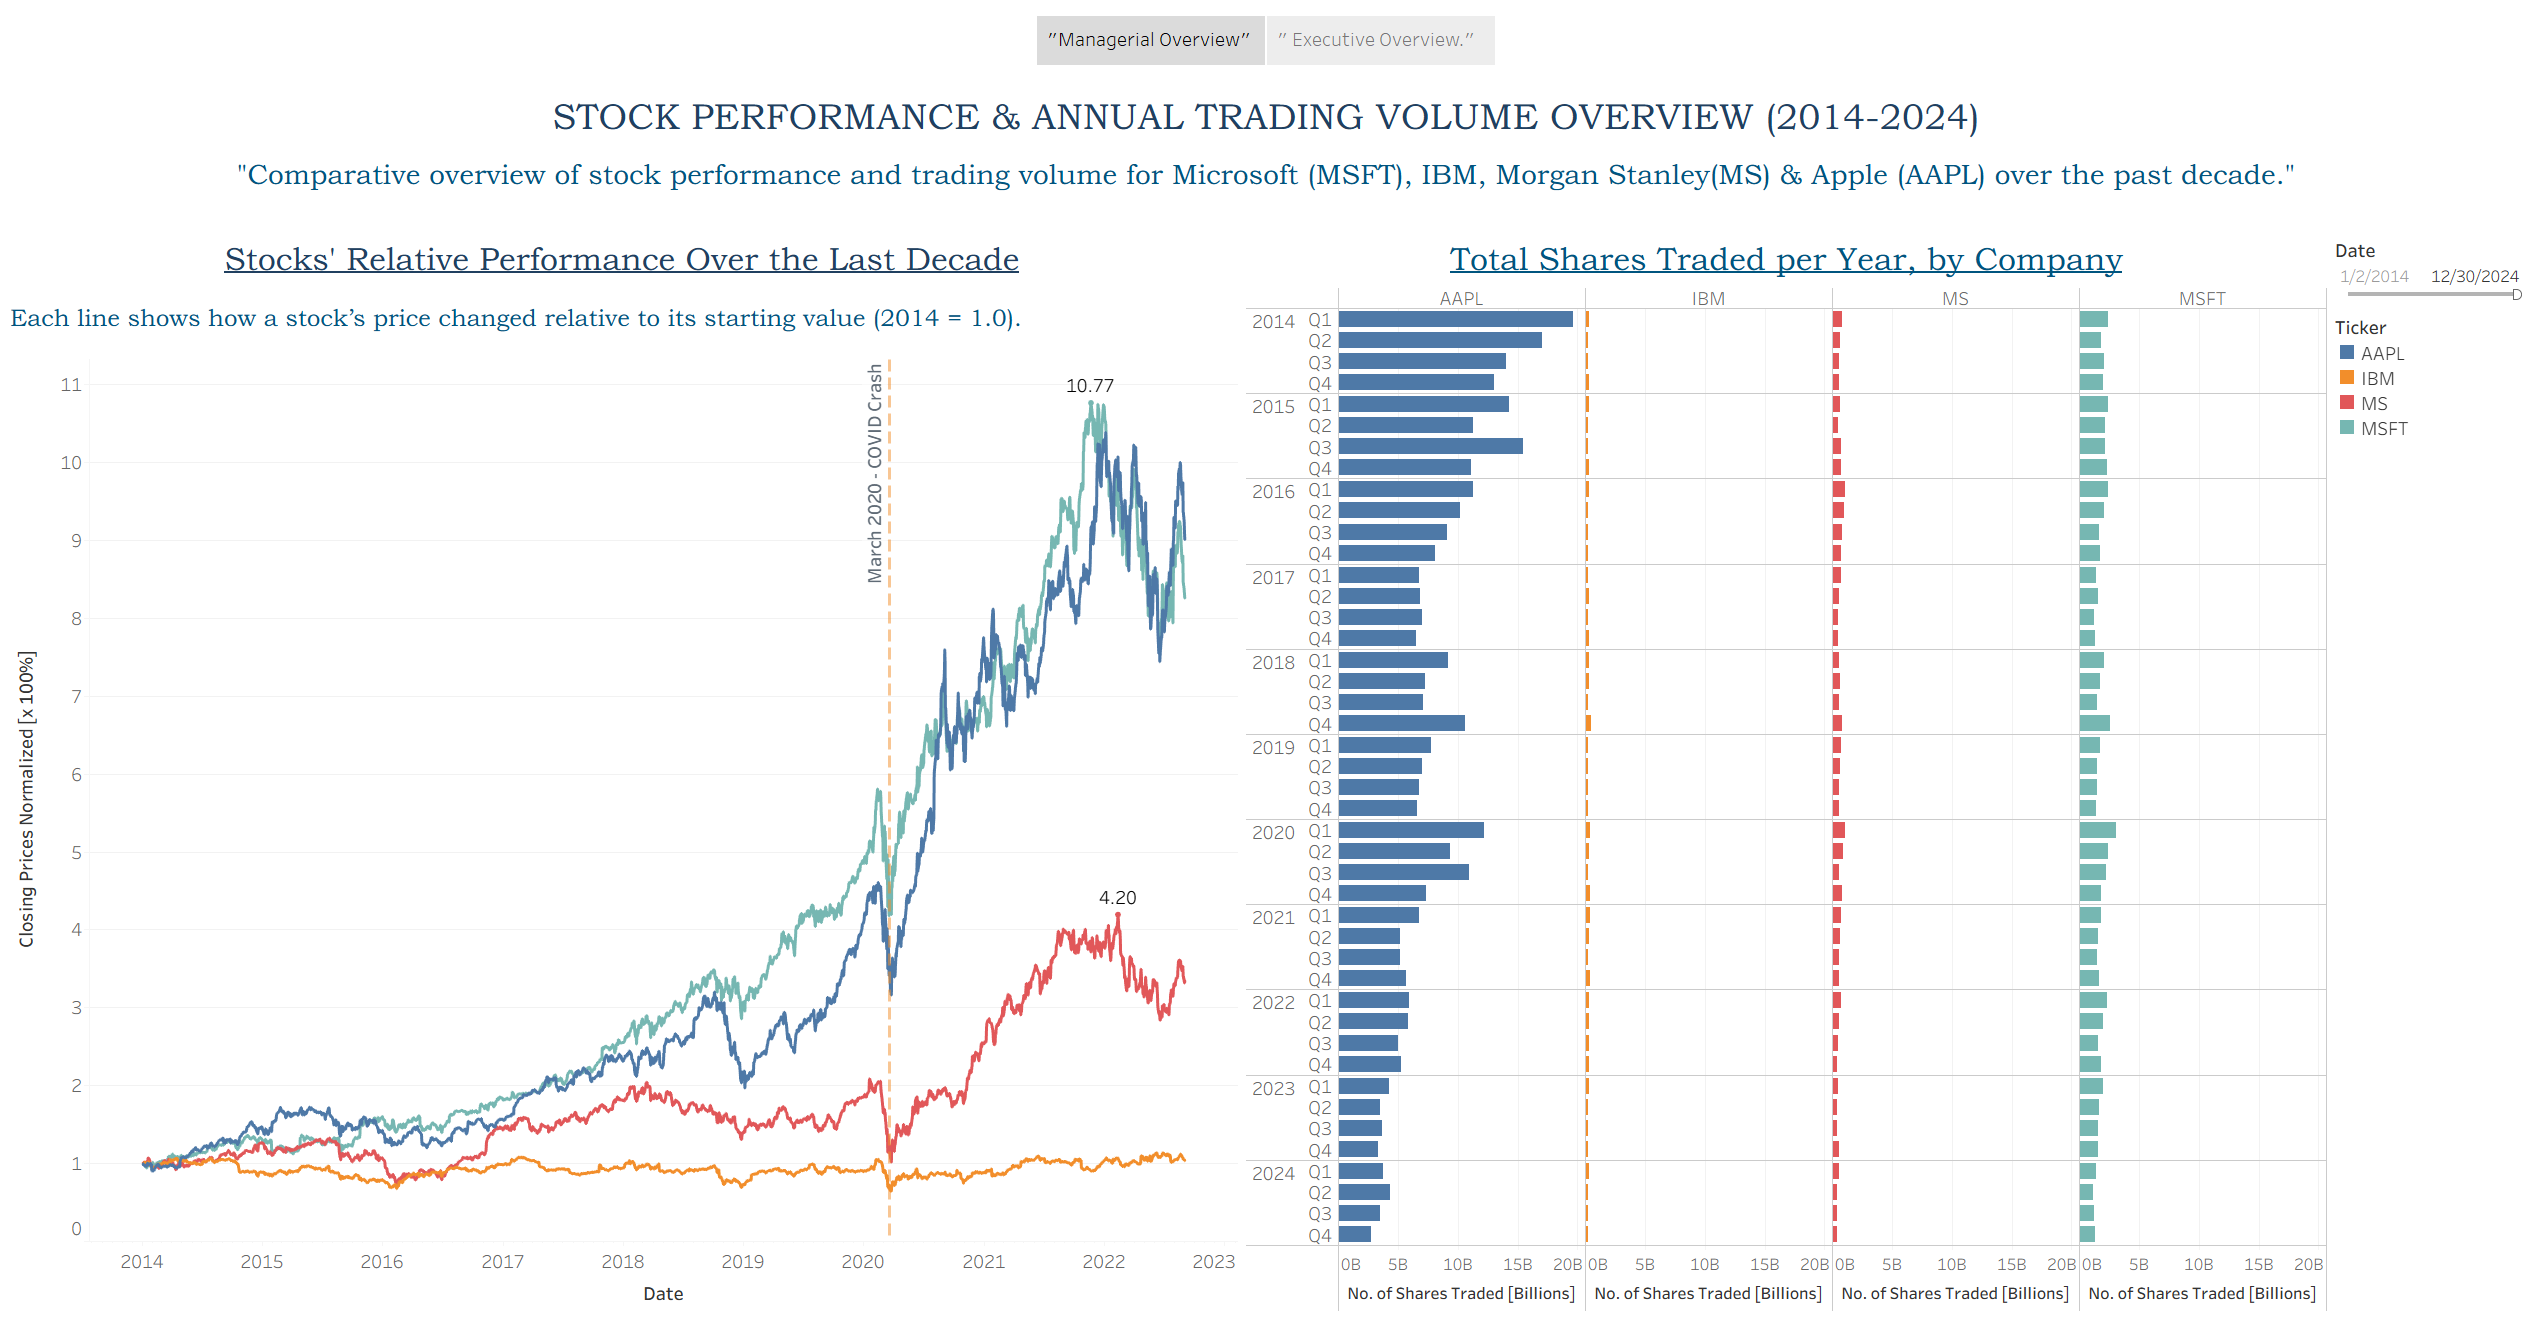 "Managerial Overview"
" Executive Overview."
STOCK PERFORMANCE & ANNUAL TRADING VOLUME OVERVIEW (2014-2024)
"Comparative overview of stock performance and trading volume for Microsoft (MSFT), IBM, Morgan Stanley(MS) & Apple (AAPL) over the past decade."
Stocks' Relative Performance Over the Last Decade
Each line shows how a stock’s price changed relative to its starting value (2014 = 1.0).
Closing Prices Normalized [x 100%]
11
10
9
8
7
6
5
4
3
2
1
0
March 2020 - COVID Crash
10.77
4.20
2014 2015 2016 2017 2018 2019 2020 2021 2022 2023
Date
Total Shares Traded per Year, by Company
AAPL IBM MS MSFT
2014 Q1
Q2
Q3
Q4
2015 Q1
Q2
Q3
Q4
2016 Q1
Q2
Q3
Q4
2017 Q1
Q2
Q3
Q4
2018 Q1
Q2
Q3
Q4
2019 Q1
Q2
Q3
Q4
2020 Q1
Q2
Q3
Q4
2021 Q1
Q2
Q3
Q4
2022 Q1
Q2
Q3
Q4
2023 Q1
Q2
Q3
Q4
2024 Q1
Q2
Q3
Q4
0B 5B 10B 15B 20B 0B 5B 10B 15B 20B 0B 5B 10B 15B 20B 0B 5B 10B 15B 20B
No. of Shares Traded [Billions] No. of Shares Traded [Billions] No. of Shares Traded [Billions] No. of Shares Traded [Billions]
Date
1/2/2014 12/30/2024
Ticker
AAPL
IBM
MS
MSFT